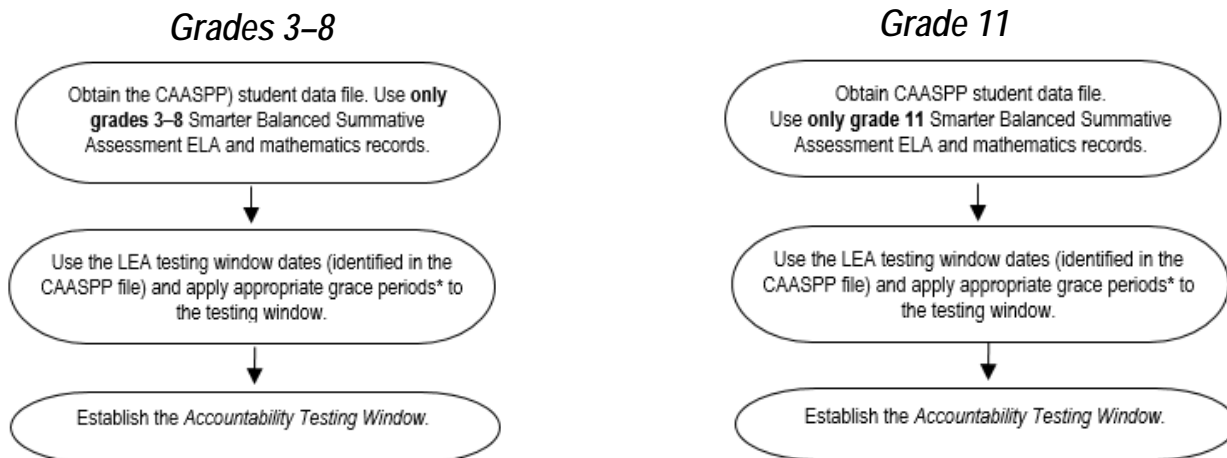 Grades 3–8
Obtain the CAASPP) student data file. Use only
grades 3–8 Smarter Balanced Summative
Assessment ELA and mathematics records.
Use the LEA testing window dates (identified in the
CAASPP file) and apply appropriate grace periods* to
the testing window.
Establish the Accountability Testing Window.
Grade 11
Obtain CAASPP student data file.
Use only grade 11 Smarter Balanced Summative
Assessment ELA and mathematics records.
Use the LEA testing window dates (identified in the
CAASPP file) and apply appropriate grace periods* to
the testing window.
Establish the Accountability Testing Window.